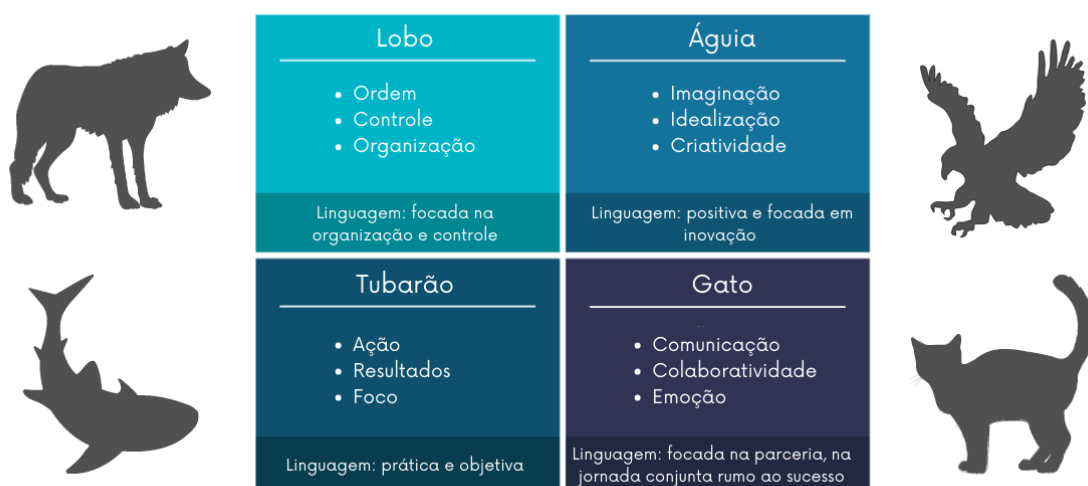 Lobo
• Ordem
• Controle
• Organização
Linguagem: focada na
organização e controle
Águia
• Imaginação
• Idealização
• Criatividade
Linguagem: positiva e focada em
inovação
Tubarão
• Ação
• Resultados
• Foco
Linguagem: prática e objetiva
Gato
• Comunicação
• Colaboratividade
• Emoção
Linguagem: focada na parceria, na
jornada conjunta rumo ao sucesso